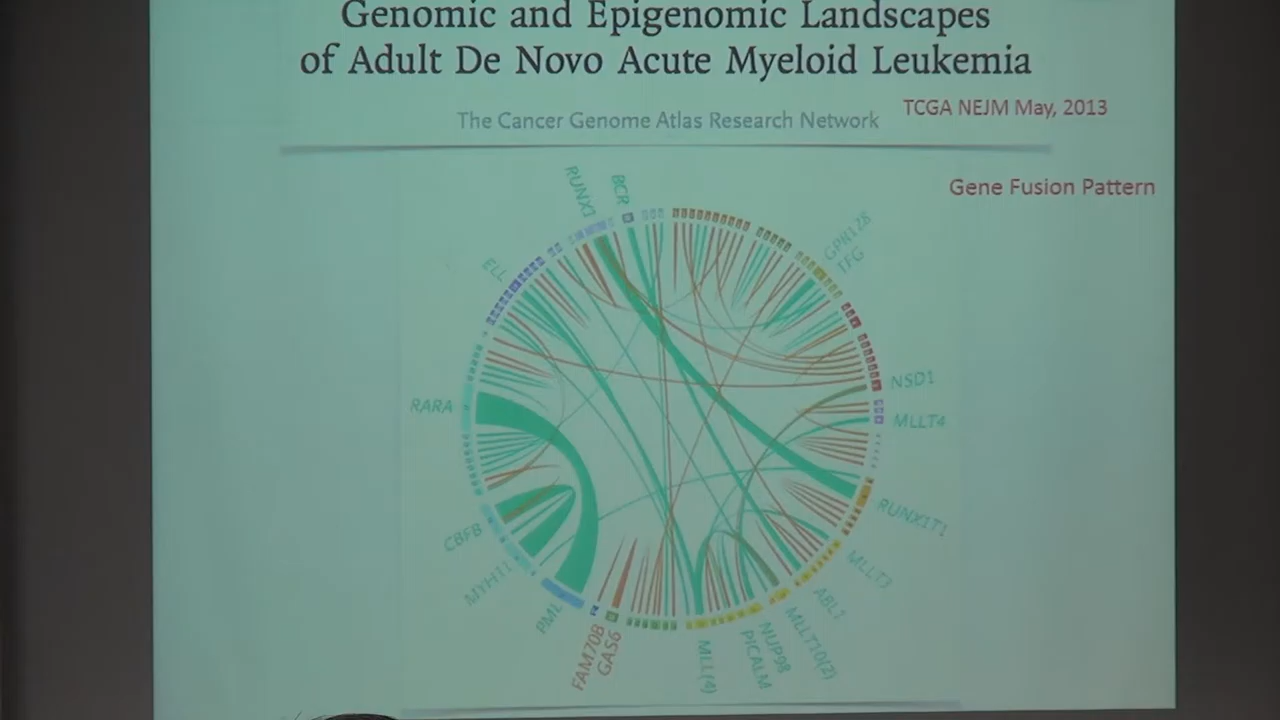 Genomic and Epigenomic Landscapes
of Adult De Novo Acute Myeloid Leukemia
The Cancer Genome Atlas Research Network
TCGA NEJM May, 2013
Gene Fusion Pattern
RUNX1
BCR
GPR128
TFG
ELL
NSD1
MLLT4
RARA
RUNX1T1
CBFB
MLLT3
MYH11
ABL1
PML
MLLT10(2)
FAM70B
GAS6
NUP98
PICALM
MLL(4)